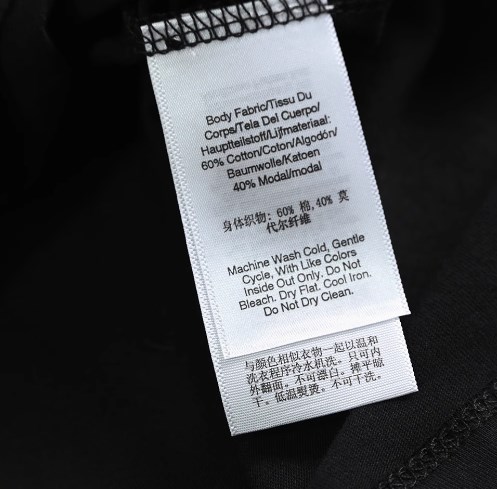 Body Fabric/Tissu Du
Corps/Tela Del Cuerpo/
Hauptteilstoff/Lijfmateriaal:
60% Cotton/Coton/Algodón/
Baumwolle/Katoen
40% Modal/modal
身体织物: 60% 棉,40% 莫
代尔纤维
Machine Wash Cold, Gentle
Cycle, With Like Colors
Inside Out Only. Do Not
Bleach. Dry Flat. Cool Iron.
Do Not Dry Clean.
与颜色相似衣物一起以温和
洗衣程序冷水机洗。只可内
外翻面。不可漂白。摊平晾
干。低温熨烫。不可干洗。